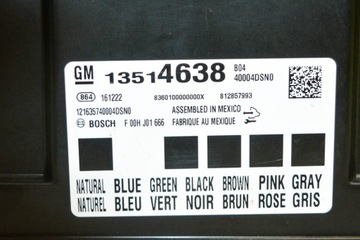 GM 13514638 B04
40004DSN0
864 161222 8360100000000X 812857993
121635740004DSN0 ASSEMBLED IN MEXICO
BOSCH F 00H J01 666 FABRIQUE AU MEXIQUE
NATURAL BLUE GREEN BLACK BROWN PINK GRAY
NATUREL BLEU VERT NOIR BRUN ROSE GRIS